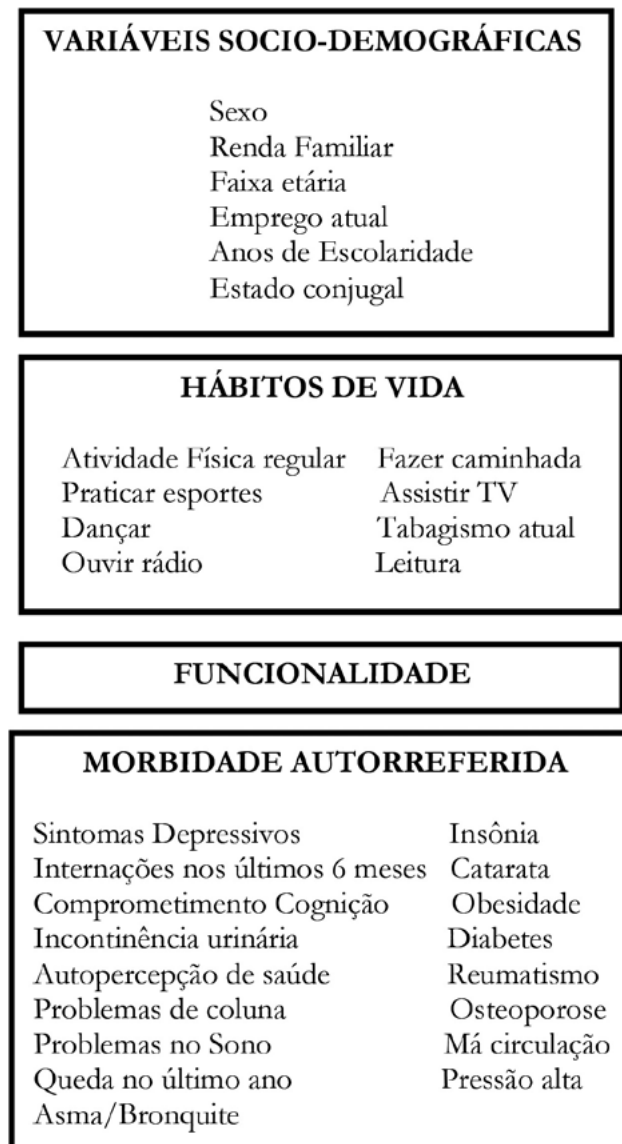 VARIÁVEIS SOCIO-DEMOGRÁFICAS
Sexo
Renda Familiar
Faixa etária
Emprego atual
Anos de Escolaridade
Estado conjugal
HÁBITOS DE VIDA
Atividade Física regular Fazer caminhada
Praticar esportes Assistir TV
Dançar Tabagismo atual
Ouvir rádio Leitura
FUNCIONALIDADE
MORBIDADE AUTORREFERIDA
Sintomas Depressivos Insônia
Internações nos últimos 6 meses Catarata
Comprometimento Cognição Obesidade
Incontinência urinária Diabetes
Autopercepção de saúde Reumatismo
Problemas de coluna Osteoporose
Problemas no Sono Má circulação
Queda no último ano Pressão alta
Asma/Bronquite